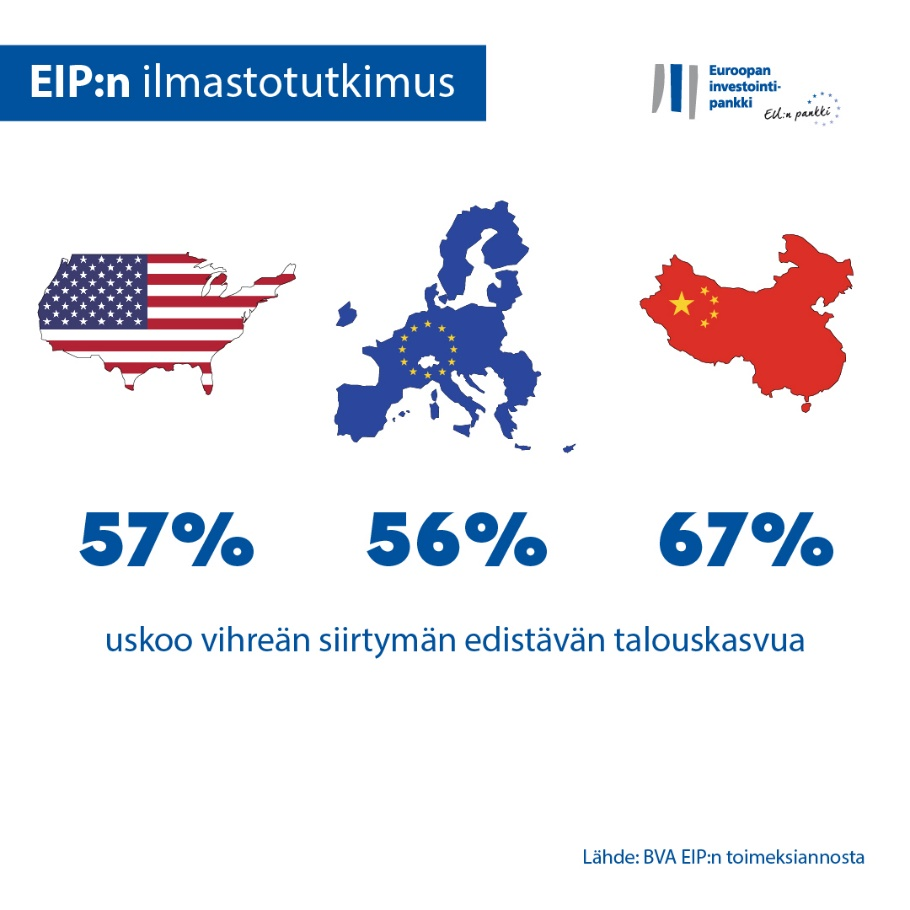 EIP:n ilmastotutkimus
Euroopan
investointi-
pankki
EU:n pankki
57% 56% 67%
uskoo vihreän siirtymän edistävän talouskasvua
Lähde: BVA EIP:n toimeksiannosta